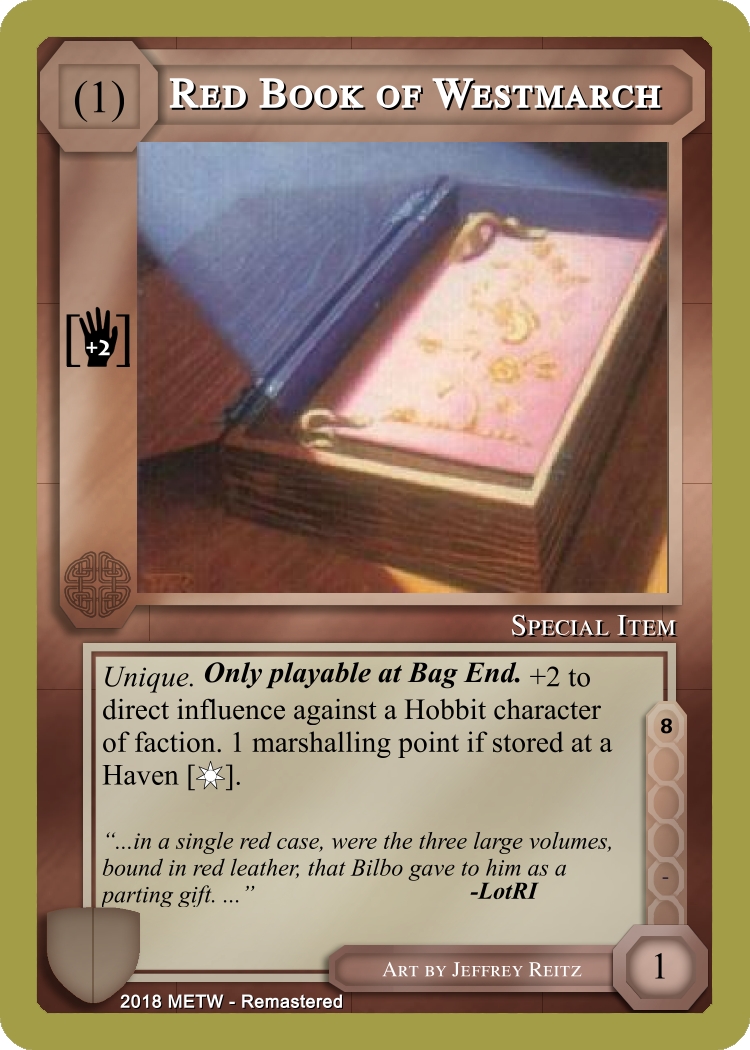 (1)
RED BOOK OF WESTMARCH
[+2]
SPECIAL ITEM
Unique. Only playable at Bag End. +2 to
direct influence against a Hobbit character
of faction. 1 marshalling point if stored at a
Haven [ ].
8
“...in a single red case, were the three large volumes,
bound in red leather, that Bilbo gave to him as a
parting gift. ...”
-LotRI
-
ART BY JEFFREY REITZ
1
2018 METW - Remastered